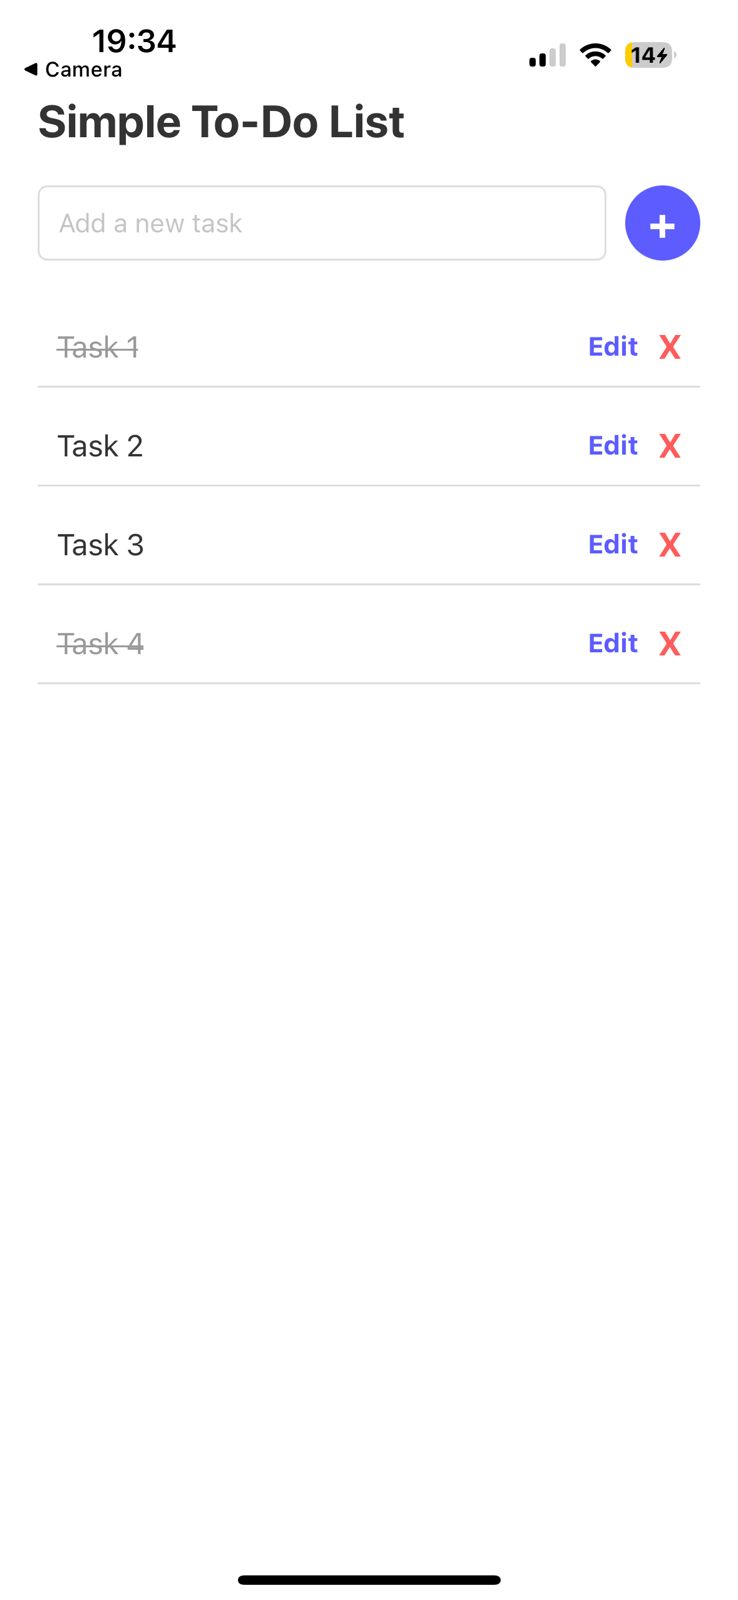 19:34
◀ Camera
14
Simple To-Do List
Add a new task
+
Task 1 Edit X
Task 2 Edit X
Task 3 Edit X
Task 4 Edit X